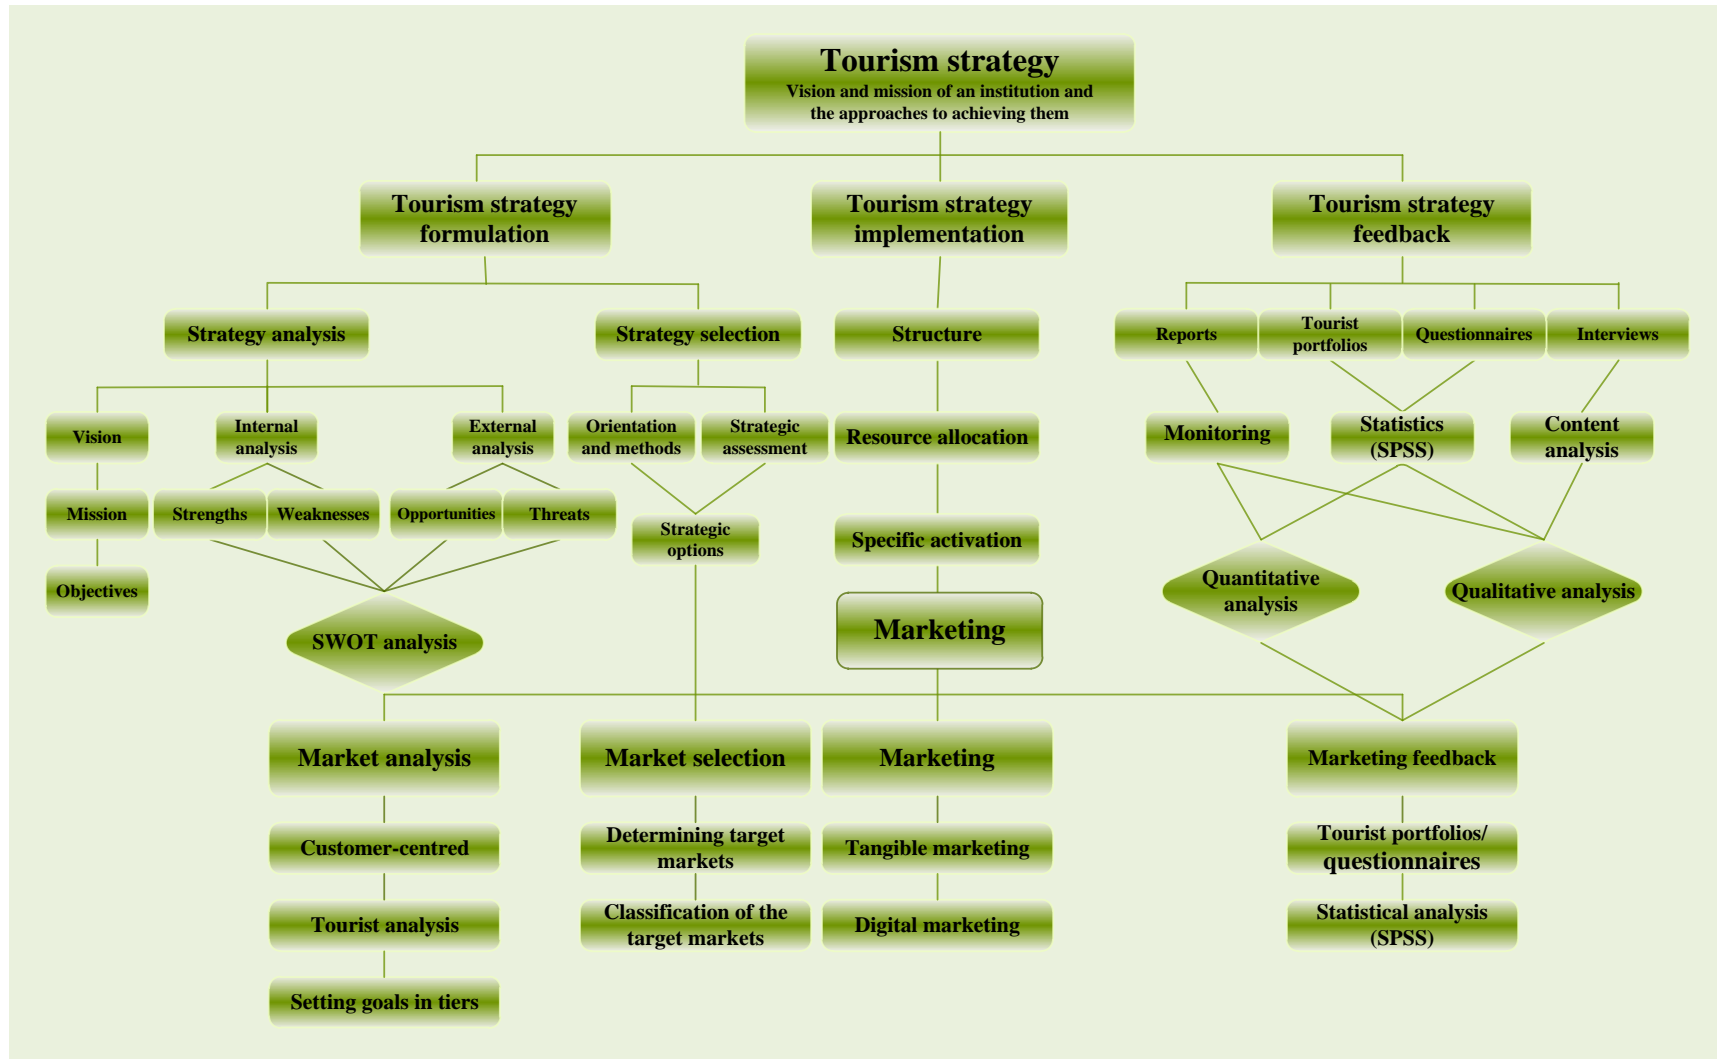 Tourism strategy
Vision and mission of an institution and
the approaches to achieving them
Tourism strategy
formulation
Tourism strategy
implementation
Tourism strategy
feedback
Strategy analysis
Strategy selection
Structure
Reports
Tourist
portfolios
Questionnaires
Interviews
Vision
Internal
analysis
External
analysis
Orientation
and methods
Strategic
assessment
Resource allocation
Monitoring
Statistics
(SPSS)
Content
analysis
Mission
Strengths
Weaknesses
Opportunities
Threats
Strategic
options
Specific activation
Objectives
Quantitative
analysis
Qualitative analysis
SWOT analysis
Marketing
Market analysis
Market selection
Marketing
Marketing feedback
Customer-centred
Determining target
markets
Tangible marketing
Tourist portfolios/
questionnaires
Tourist analysis
Classification of the
target markets
Digital marketing
Statistical analysis
(SPSS)
Setting goals in tiers